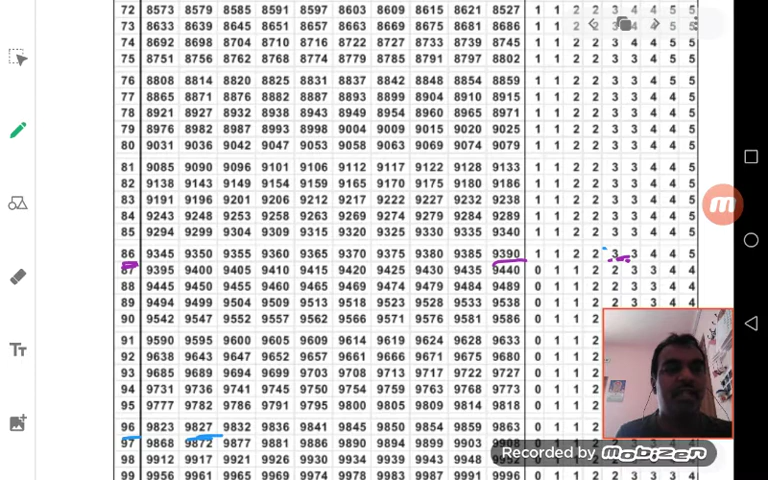 72 8573 8579 8585 8591 8597 8603 8609 8615 8621 8527 1 1 2 2 3 4 4 5 5
73 8633 8639 8645 8651 8657 8663 8669 8675 8681 8686 1 1 2 2 3 4 4 5 5
74 8692 8698 8704 8710 8716 8722 8727 8733 8739 8745 1 1 2 2 3 4 4 5 5
75 8751 8756 8762 8768 8774 8779 8785 8791 8797 8802 1 1 2 2 3 3 4 5 5
76 8808 8814 8820 8825 8831 8837 8842 8848 8854 8859 1 1 2 2 3 3 4 5 5
77 8865 8871 8876 8882 8887 8893 8899 8904 8910 8915 1 1 2 2 3 3 4 4 5
78 8921 8927 8932 8938 8943 8949 8954 8960 8965 8971 1 1 2 2 3 3 4 4 5
79 8976 8982 8987 8993 8998 9004 9009 9015 9020 9025 1 1 2 2 3 3 4 4 5
80 9031 9036 9042 9047 9053 9058 9063 9069 9074 9079 1 1 2 2 3 3 4 4 5
81 9085 9090 9096 9101 9106 9112 9117 9122 9128 9133 1 1 2 2 3 3 4 4 5
82 9138 9143 9149 9154 9159 9165 9170 9175 9180 9186 1 1 2 2 3 3 4 4 5
83 9191 9196 9201 9206 9212 9217 9222 9227 9232 9238 1 1 2 2 3 3 4 4 5
84 9243 9248 9253 9258 9263 9269 9274 9279 9284 9289 1 1 2 2 3 3 4 4 5
85 9294 9299 9304 9309 9315 9320 9325 9330 9335 9340 1 1 2 2 3 3 4 4 5
86 9345 9350 9355 9360 9365 9370 9375 9380 9385 9390 1 1 2 2 3 3 4 4 5
87 9395 9400 9405 9410 9415 9420 9425 9430 9435 9440 0 1 1 2 2 3 3 4 4
88 9445 9450 9455 9460 9465 9469 9474 9479 9484 9489 0 1 1 2 2 3 3 4 4
89 9494 9499 9504 9509 9513 9518 9523 9528 9533 9538 0 1 1 2 2 3 3 4 4
90 9542 9547 9552 9557 9562 9566 9571 9576 9581 9586 0 1 1 2
91 9590 9595 9600 9605 9609 9614 9619 9624 9628 9633 0 1 1 2
92 9638 9643 9647 9652 9657 9661 9666 9671 9675 9680 0 1 1 2
93 9685 9689 9694 9699 9703 9708 9713 9717 9722 9727 0 1 1 2
94 9731 9736 9741 9745 9750 9754 9759 9763 9768 9773 0 1 1 2
95 9777 9782 9786 9791 9795 9800 9805 9809 9814 9818 0 1 1 2
96 9823 9827 9832 9836 9841 9845 9850 9854 9859 9863 0 1 1 2
97 9868 9872 9877 9881 9886 9890 9894 9899 9903 9908 0 1 1 2
98 9912 9917 9921 9926 9930 9934 9939 9943 9948 9952
99 9956 9961 9965 9969 9974 9978 9983 9987 9991 9996 0 1 1 2 2 3 3 3 4
Recorded by mobizen
Tт
m